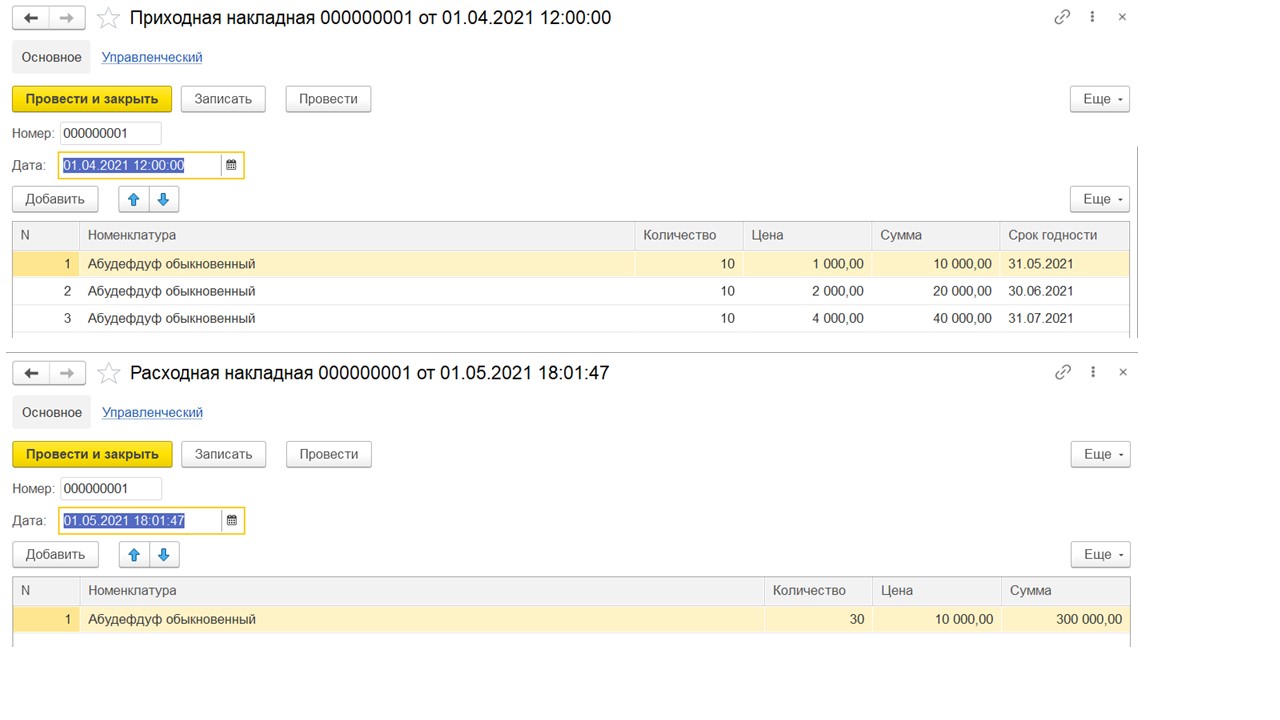 Приходная накладная 000000001 от 01.04.2021 12:00:00
Основное Управленческий
Провести и закрыть Записать Провести Еще
Номер: 000000001
Дата: 01.04.2021 12:00:00
Добавить Еще
N Номенклатура Количество Цена Сумма Срок годности
1 Абудефдуф обыкновенный 10 1 000,00 10 000,00 31.05.2021
2 Абудефдуф обыкновенный 10 2 000,00 20 000,00 30.06.2021
3 Абудефдуф обыкновенный 10 4 000,00 40 000,00 31.07.2021
Расходная накладная 000000001 от 01.05.2021 18:01:47
Основное Управленческий
Провести и закрыть Записать Провести Еще
Номер: 000000001
Дата: 01.05.2021 18:01:47
Добавить Еще
N Номенклатура Количество Цена Сумма
1 Абудефдуф обыкновенный 30 10 000,00 300 000,00